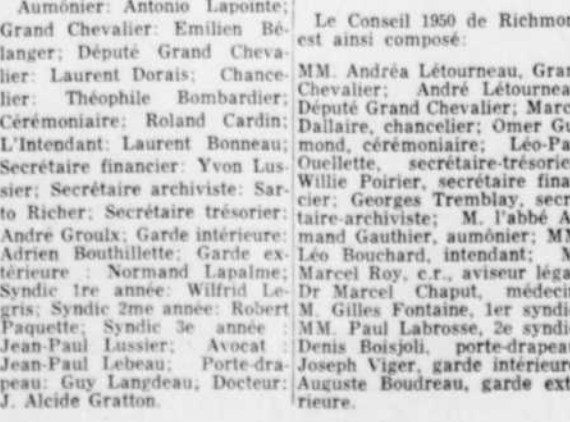 Aumônier: Antonio Lapointe;
Grand Chevalier: Emilien Bé-
langer; Député Grand Cheva-
lier: Laurent Dorais; Chance-
lier: Théophile Bombardier;
Cérémoniaire: Roland Cardin;
L'Intendant: Laurent Bonneau;
Secrétaire financier: Yvon Lus-
sier; Secrétaire archiviste: Sar-
to Richer; Secrétaire trésorier:
André Groulx; Garde intérieure:
Adrien Bouthillette; Garde ex-
térieure : Normand Lapalme;
Syndic 1re année: Wilfrid Le-
gris; Syndic 2me année: Robert
Paquette; Syndic 3e année :
Jean-Paul Lussier; Avocat :
Jean-Paul Lebeau; Porte-dra-
peau: Guy Langdeau, Docteur:
J. Alcide Gratton.
Le Conseil 1950 de Richmon
est ainsi composé:
MM. Andréa Létourneau, Gran
Chevalier; André Létournea
Député Grand Chevalier; Marc
Dallaire, chancelier; Omer Gu
mond, cérémoniaire; Léo-Pa
Ouellette, secrétaire-trésorie
Willie Poirier, secrétaire fina
cier; Georges Tremblay, secr
taire-archiviste; M. l'abbé A
mand Gauthier, aumônier; MM
Léo Bouchard, intendant; M
Marcel Roy, c.r., aviseur léga
Dr Marcel Chaput, médecin
M. Gilles Fontaine, 1er syndi
MM. Paul Labrosse, 2e syndi
Denis Boisjoli, porte-drapeau
Joseph Viger, garde intérieure
Auguste Boudreau, garde ext
rieure.